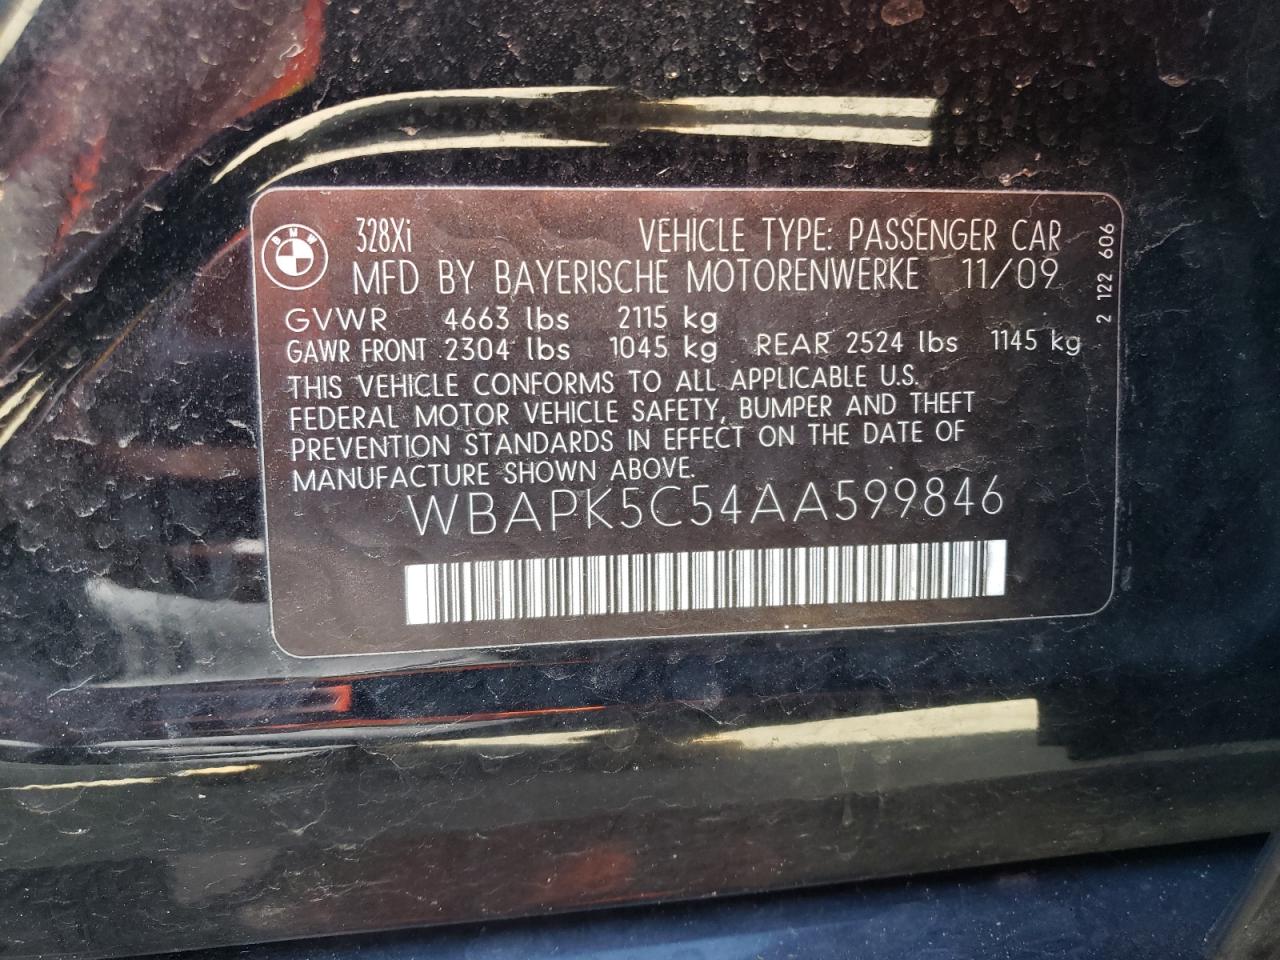 BMW
328Xi VEHICLE TYPE: PASSENGER CAR
MFD BY BAYERISCHE MOTORENWERKE 11/09
GVWR 4663 lbs 2115 kg
GAWR FRONT 2304 lbs 1045 kg REAR 2524 lbs 1145 kg
THIS VEHICLE CONFORMS TO ALL APPLICABLE U.S.
FEDERAL MOTOR VEHICLE SAFETY, BUMPER AND THEFT
PREVENTION STANDARDS IN EFFECT ON THE DATE OF
MANUFACTURE SHOWN ABOVE.
WBAPK5C54AA599846
2 122 606